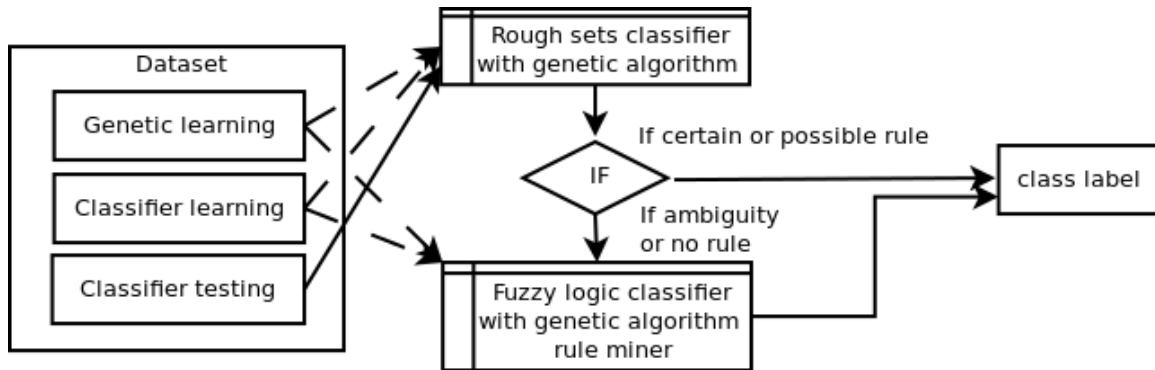 Dataset
Genetic learning
Classifier learning
Classifier testing
Rough sets classifier
with genetic algorithm
IF
If certain or possible rule
If ambiguity
or no rule
Fuzzy logic classifier
with genetic algorithm
rule miner
class label